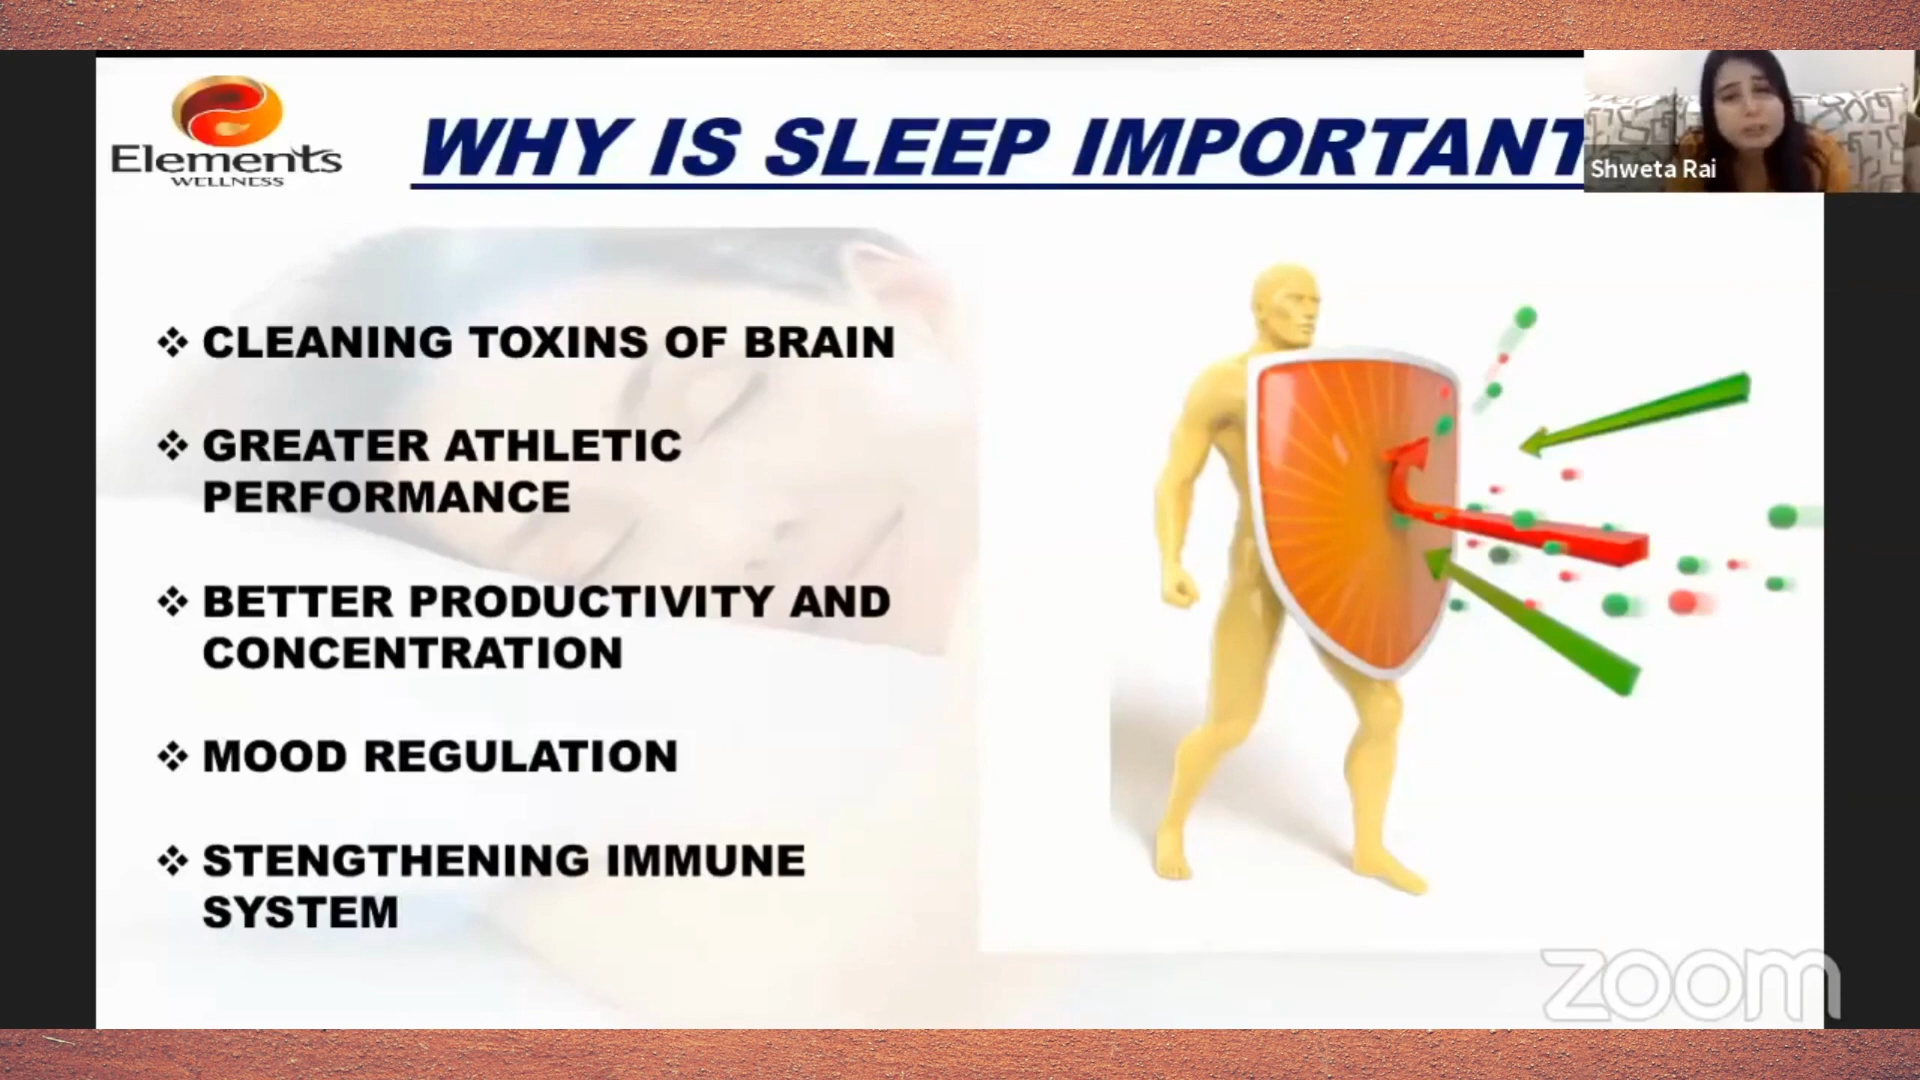 Elements
WELLNESS
WHY IS SLEEP IMPORTANT
Shweta Rai
❖ CLEANING TOXINS OF BRAIN
❖ GREATER ATHLETIC
PERFORMANCE
❖ BETTER PRODUCTIVITY AND
CONCENTRATION
❖ MOOD REGULATION
❖ STENGTHENING IMMUNE
SYSTEM
zoom